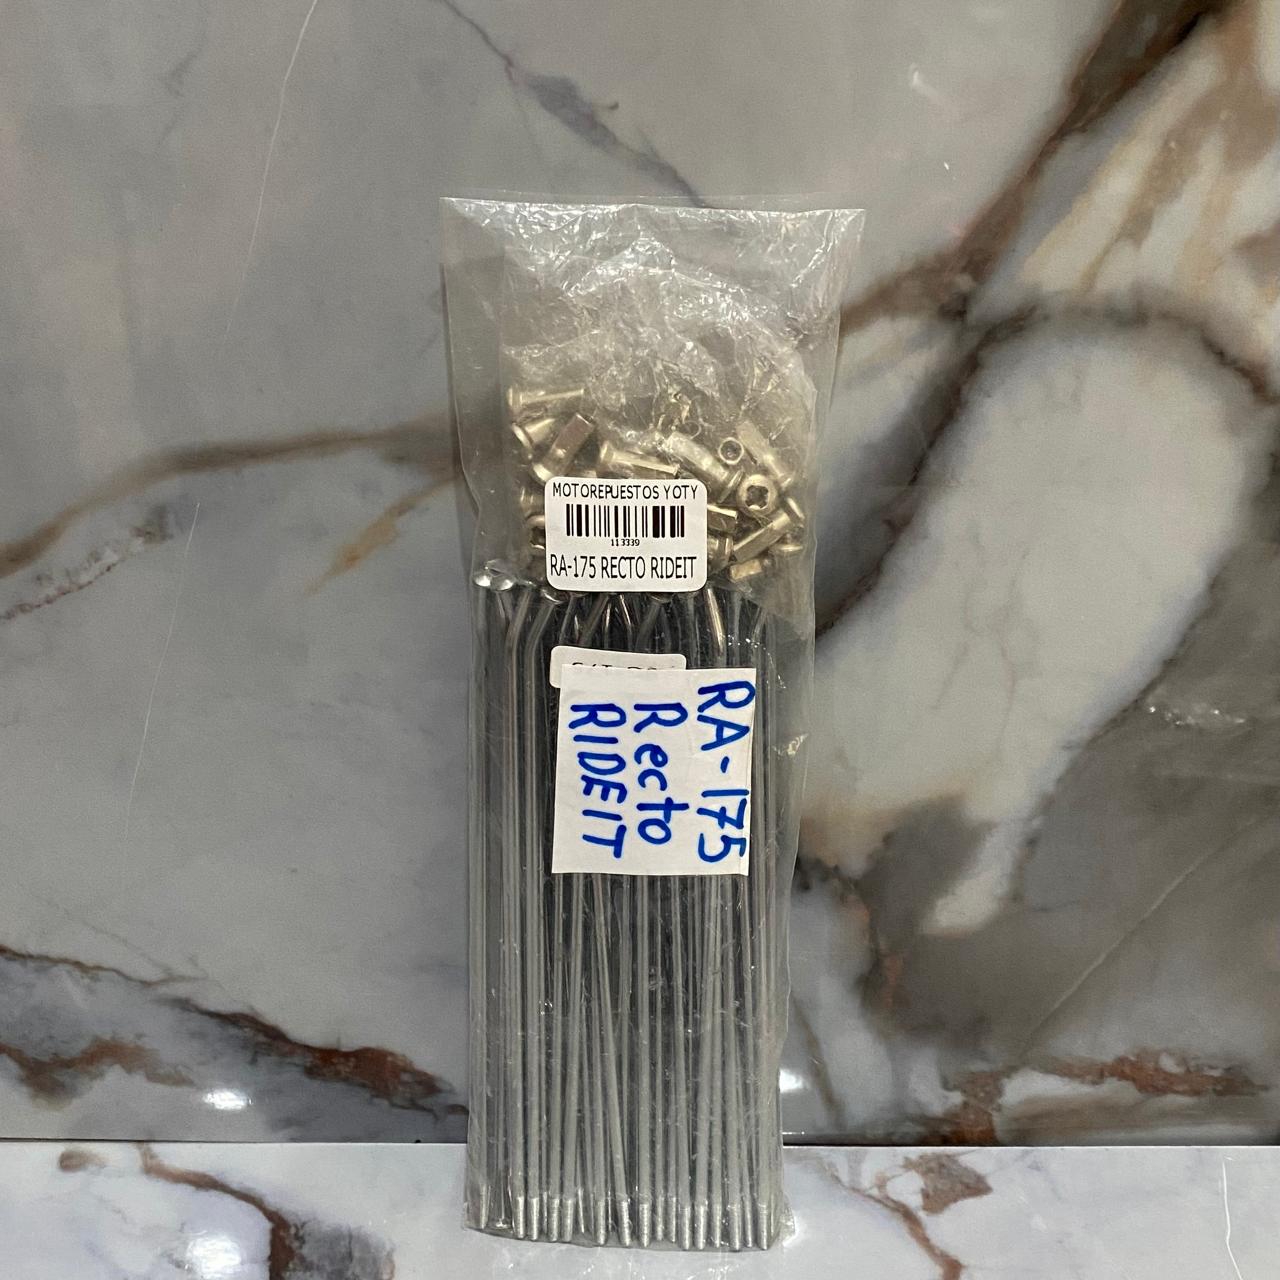 MOTOREPUESTOS YOTY
113339
RA-175 RECTO RIDEIT
RA-175
Recto
RIDEIT